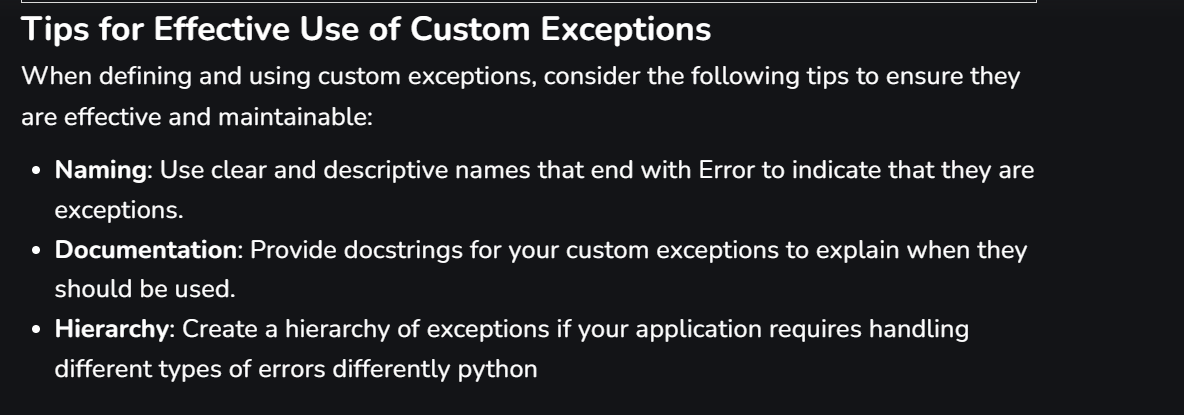 Tips for Effective Use of Custom Exceptions
When defining and using custom exceptions, consider the following tips to ensure they
are effective and maintainable:
• Naming: Use clear and descriptive names that end with Error to indicate that they are
exceptions.
• Documentation: Provide docstrings for your custom exceptions to explain when they
should be used.
• Hierarchy: Create a hierarchy of exceptions if your application requires handling
different types of errors differently python